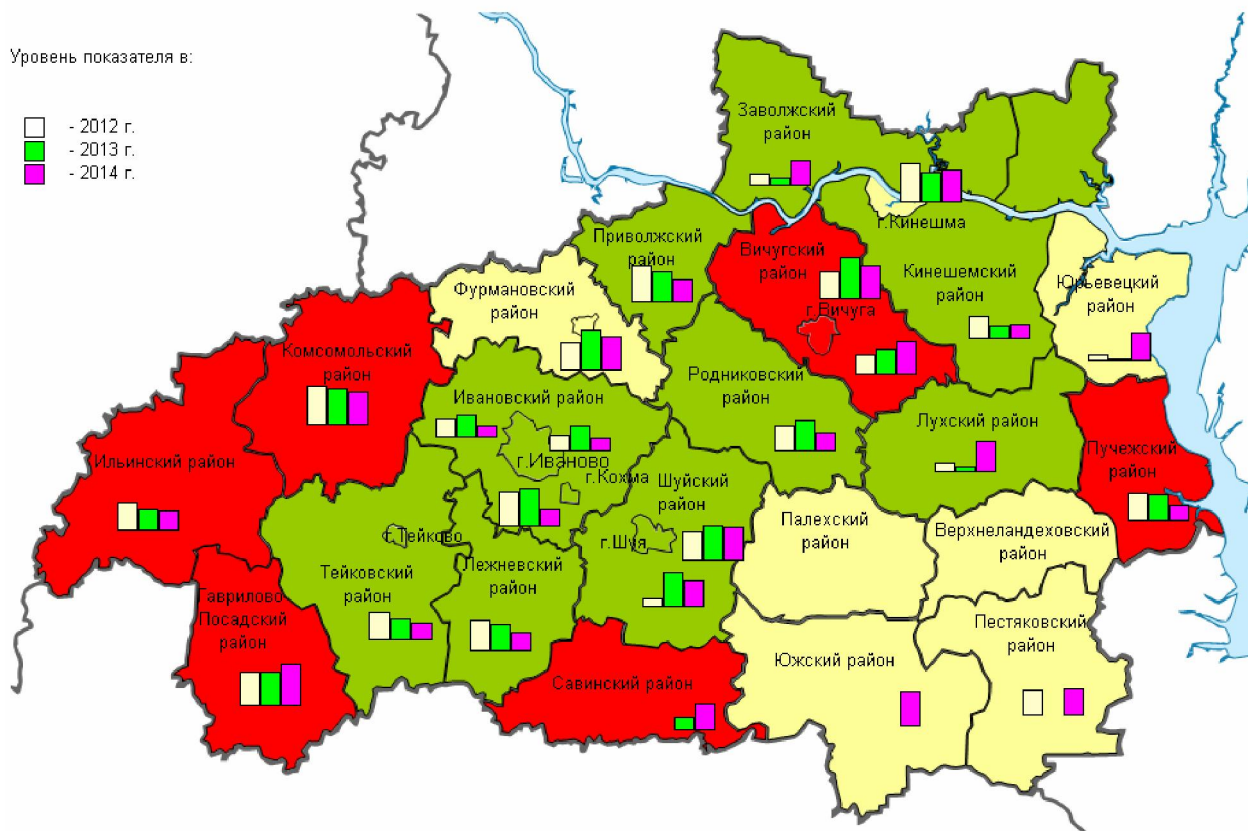 Уровень показателя в:
- 2012 г.
- 2013 г.
- 2014 г.
Заволжский
район
г.Кинешма
Приволжский
район
Вичугский
район
Кинешемский
район
Юрьевецкий
район
Фурмановский
район
г.Вичуга
Комсомольский
район
Родниковский
район
Ивановский район
Лухский район
Ильинский район
г.Иваново
Пучежский
район
г.Кохма
Шуйский
район
Палехский
район
Верхнеландеховский
район
г.Тейково
г.Шуя
Лежневский
район
Тейковский
район
Гаврилово
Посадский
район
Пестяковский
район
Южский район
Савинский район